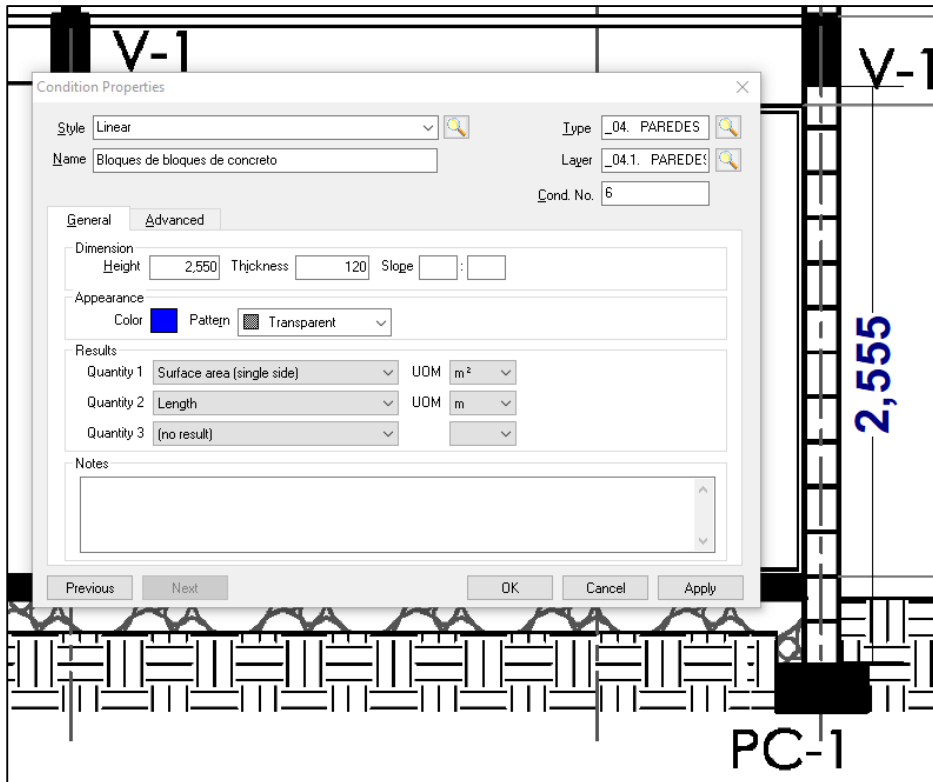 V-1
V-1
Condition Properties
Style Linear
Type _04. PAREDES
Name Bloques de bloques de concreto
Layer _04.1. PAREDES
Cond. No. 6
General Advanced
Dimension
Height 2,550 Thickness 120 Slope :
Appearance
Color Pattern Transparent
Results
Quantity 1 Surface area (single side) UOM m²
Quantity 2 Length UOM m
Quantity 3 (no result)
Notes
Previous Next OK Cancel Apply
2,555
PC-1